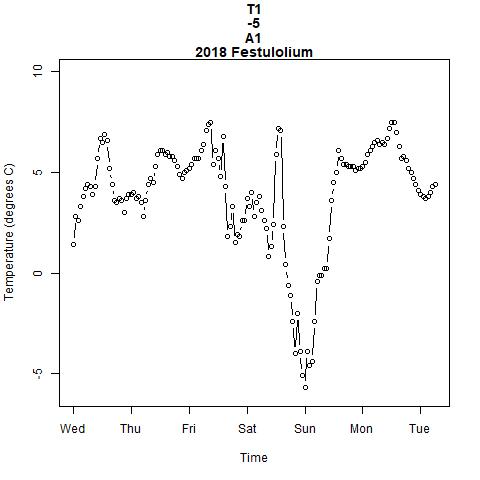 T1
-5
A1
2018 Festulolium
Temperature (degrees C)
10
5
0
-5
Wed Thu Fri Sat Sun Mon Tue
Time